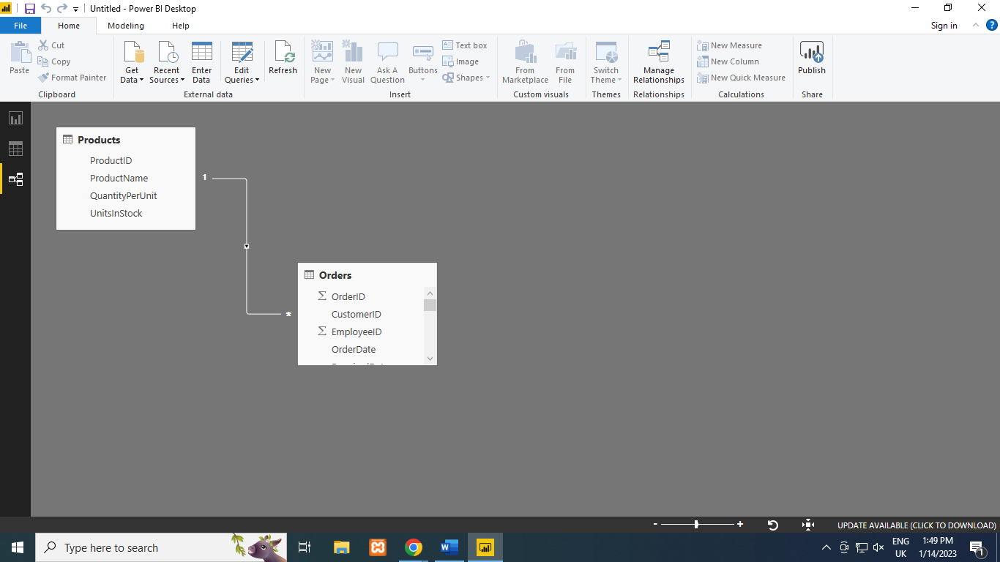 Untitled - Power BI Desktop
File Home Modeling Help Sign in ?
Paste
Cut
Copy
Format Painter
Clipboard
Get Data
Recent Sources
Enter Data
Edit Queries
Refresh
External data
New Page
New Visual
Ask A Question
Buttons
Text box
Image
Shapes
Insert
From Marketplace
From File
Custom visuals
Switch Theme
Themes
Manage Relationships
Relationships
New Measure
New Column
New Quick Measure
Calculations
Publish
Share
Products
ProductID
ProductName
QuantityPerUnit
UnitsInStock
1
*
Orders
Σ OrderID
CustomerID
Σ EmployeeID
OrderDate
- +
UPDATE AVAILABLE (CLICK TO DOWNLOAD)
Type here to search
W
ENG
UK
1:49 PM
1/14/2023
1